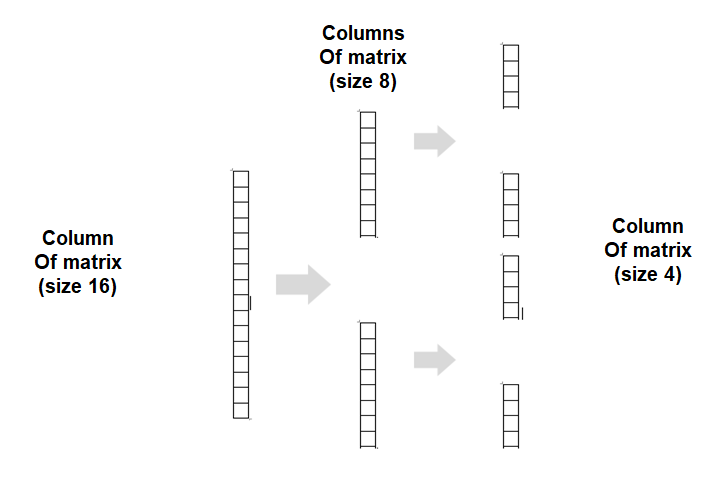 Columns
Of matrix
(size 8)
Column
Of matrix
(size 16)
Column
Of matrix
(size 4)